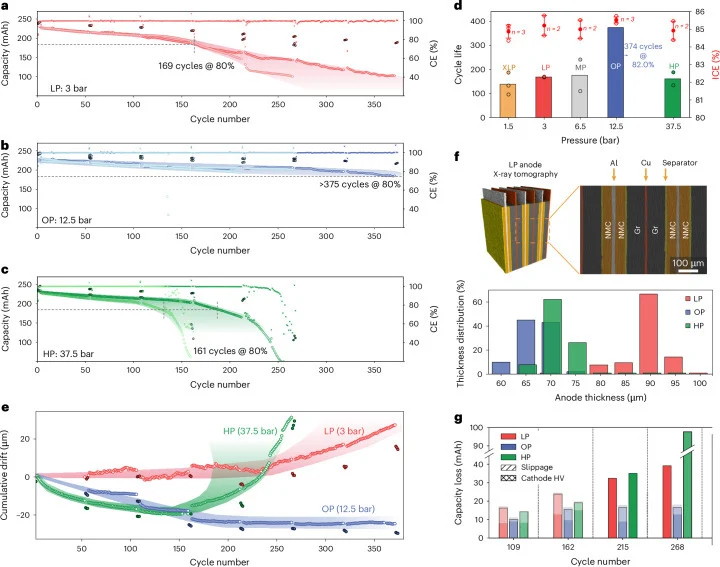 a
Capacity (mAh)
250
200
150
100
100
80
60
40
CE (%)
169 cycles @ 80%
LP: 3 bar
0 50 100 150 200 250 300 350
Cycle number
b
Capacity (mAh)
250
200
150
100
100
80
60
40
CE (%)
>375 cycles @ 80%
OP: 12.5 bar
0 50 100 150 200 250 300 350
Cycle number
c
Capacity (mAh)
250
200
150
100
100
80
60
40
CE (%)
161 cycles @ 80%
HP: 37.5 bar
0 50 100 150 200 250 300 350
Cycle number
e
Cumulative drift (µm)
20
0
−20
HP (37.5 bar)
LP (3 bar)
OP (12.5 bar)
50 100 150 200 250 300 350
Cycle number
d
Cycle life
400
300
200
100
0
86
85
84
83
82
81
80
ICE (%)
n = 3
n = 2
n = 2
n = 3
n = 2
XLP
LP
MP
OP
HP
374 cycles
@
82.0%
1.5 3 6.5 12.5 37.5
Pressure (bar)
f
LP anode
X-ray tomography
Al
Cu
Separator
NMC
NMC
Gr
Gr
NMC
NMC
100 µm
Thickness distribution (%)
60
40
20
0
LP
OP
HP
60 65 70 75 80 85 90 95 100
Anode thickness (µm)
g
Capacity loss (mAh)
100
90
40
30
20
10
0
LP
OP
HP
Slippage
Cathode HV
109 162 215 268
Cycle number